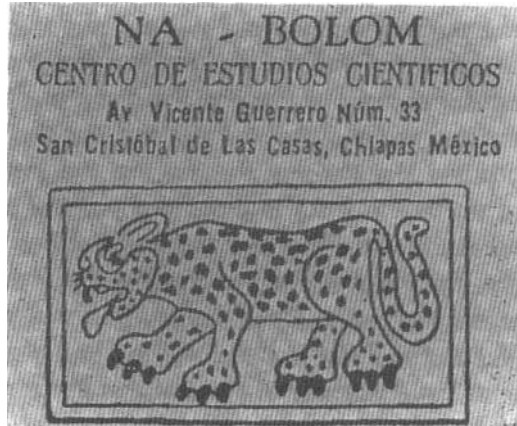 NA - BOLOM
CENTRO DE ESTUDIOS CIENTIFICOS
Av Vicente Guerrero Núm. 33
San Cristóbal de Las Casas, Chiapas México